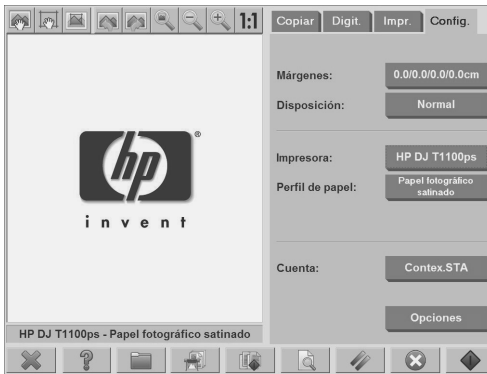 1:1
Copiar Digit. Impr. Config.
Márgenes: 0.0/0.0/0.0/0.0cm
Disposición: Normal
hp
®
invent
Impresora: HP DJ T1100ps
Perfil de papel: Papel fotográfico
satinado
Cuenta: Contex.STA
Opciones
HP DJ T1100ps - Papel fotográfico satinado